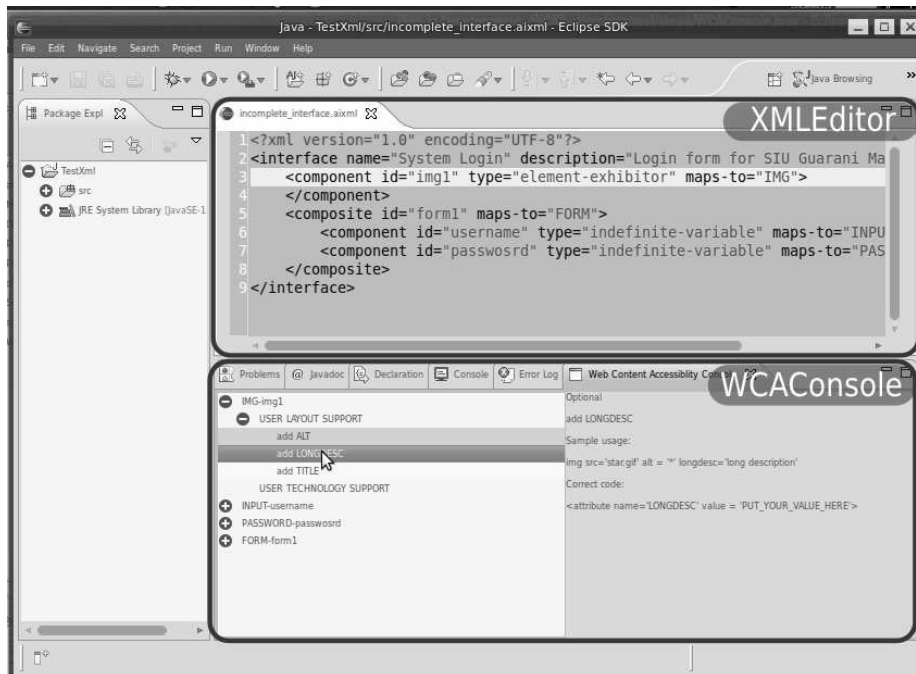 Java - TestXml/src/incomplete_interface.aixml - Eclipse SDK
File Edit Navigate Search Project Run Window Help
Java Browsing »
Package Expl
TestXml
src
JRE System Library [JavaSE-1
incomplete_interface.aixml
XMLEditor
1 <?xml version="1.0" encoding="UTF-8"?>
2 <interface name="System Login" description="Login form for SIU Guarani Ma
3 <component id="img1" type="element-exhibitor" maps-to="IMG">
4 </component>
5 <composite id="form1" maps-to="FORM">
6 <component id="username" type="indefinite-variable" maps-to="INPU
7 <component id="passwosrd" type="indefinite-variable" maps-to="PAS
8 </composite>
9 </interface>
Problems @ Javadoc Declaration Console Error Log Web Content Accessiblity
WCAConsole
IMG-img1
USER LAYOUT SUPPORT
add ALT
add LONGDESC
add TITLE
USER TECHNOLOGY SUPPORT
INPUT-username
PASSWORD-passwosrd
FORM-form1
Optional
add LONGDESC
Sample usage:
img src='star.gif' alt = '*' longdesc='long description'
Correct code:
<attribute name='LONGDESC' value = 'PUT_YOUR_VALUE_HERE'>